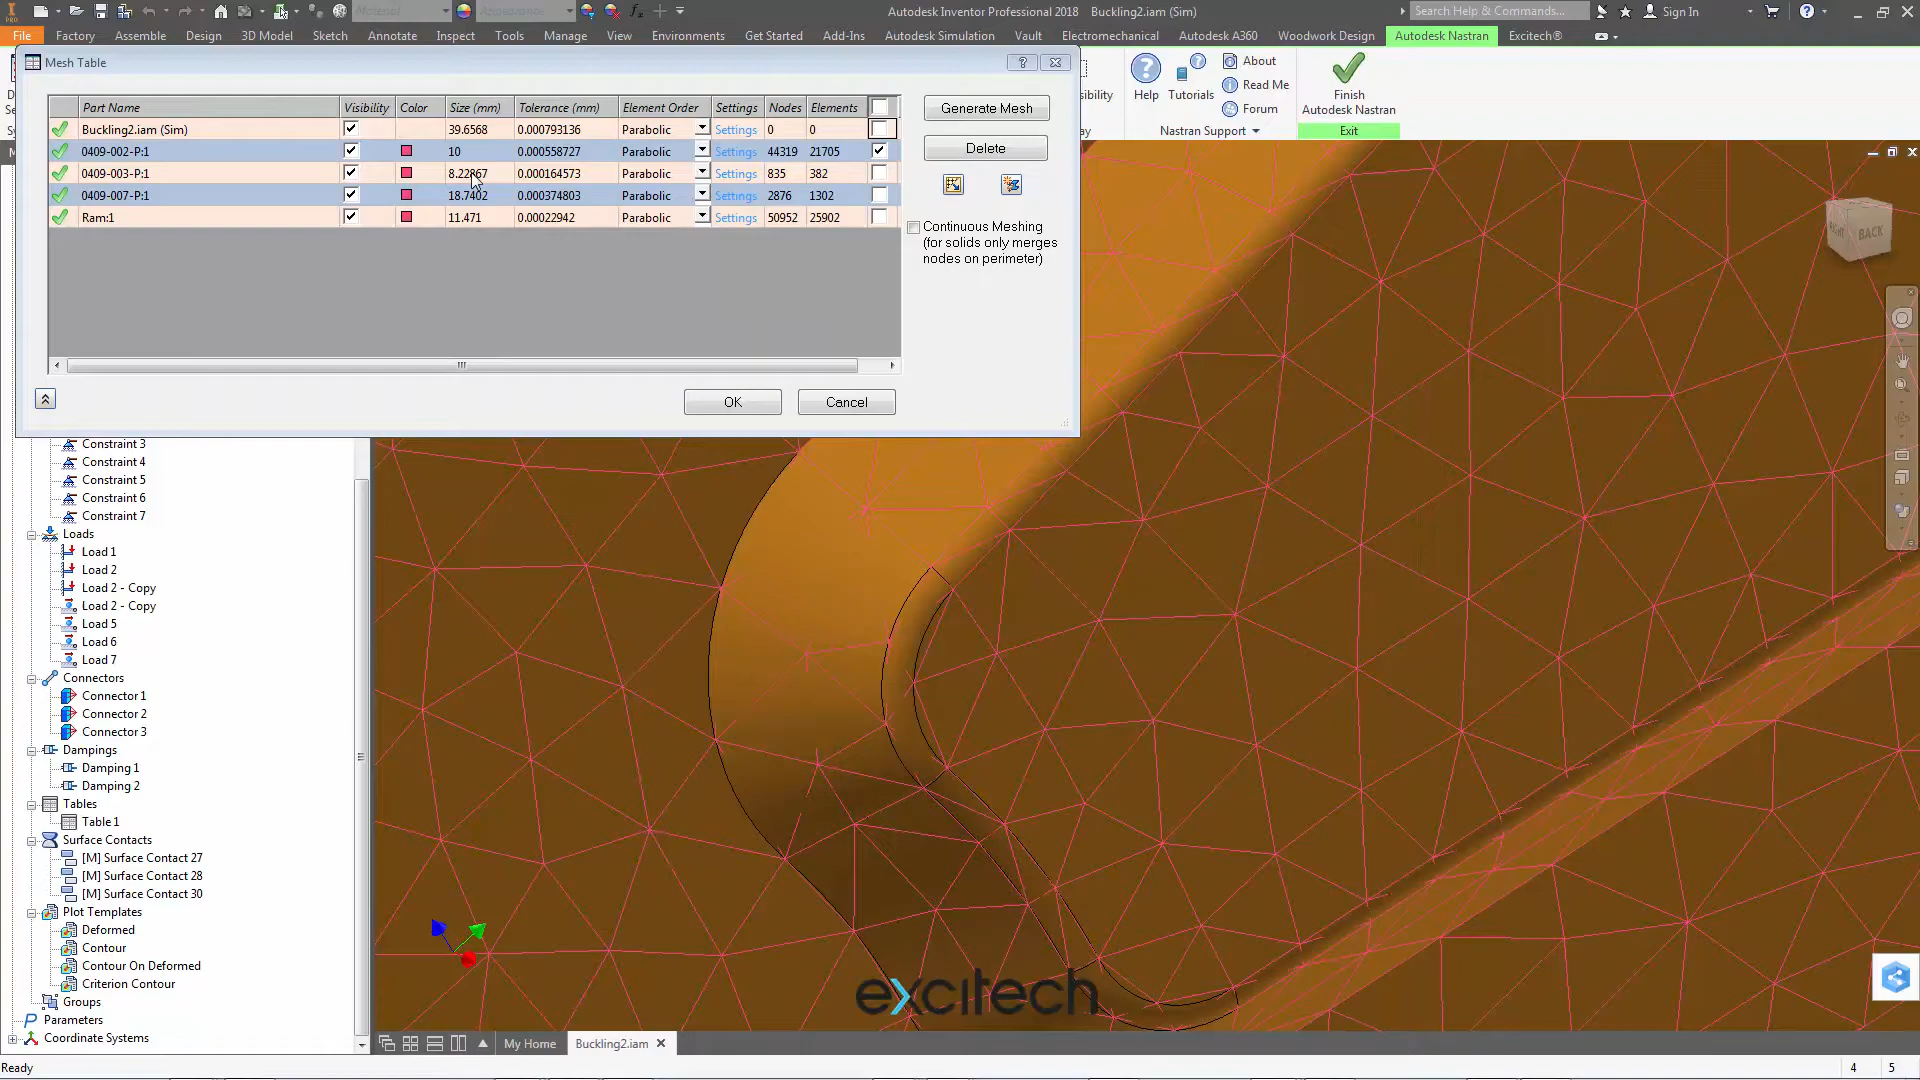 I PRO Material Appearance Autodesk Inventor Professional 2018 Buckling2.iam (Sim) Search Help & Commands... Sign In
File Factory Assemble Design 3D Model Sketch Annotate Inspect Tools Manage View Environments Get Started Add-Ins Autodesk Simulation Vault Electromechanical Autodesk A360 Woodwork Design Autodesk Nastran Excitech®
Mesh Table
Part Name Visibility Color Size (mm) Tolerance (mm) Element Order Settings Nodes Elements
Buckling2.iam (Sim) 39.6568 0.000793136 Parabolic Settings 0 0
0409-002-P:1 10 0.000558727 Parabolic Settings 44319 21705
0409-003-P:1 8.22867 0.000164573 Parabolic Settings 835 382
0409-007-P:1 18.7402 0.000374803 Parabolic Settings 2876 1302
Ram:1 11.471 0.00022942 Parabolic Settings 50952 25902
Generate Mesh
Delete
Continuous Meshing
(for solids only merges
nodes on perimeter)
OK Cancel
ibility Help Tutorials
About
Read Me
Forum
Finish
Autodesk Nastran
ay Nastran Support Exit
Constraint 3
Constraint 4
Constraint 5
Constraint 6
Constraint 7
Loads
Load 1
Load 2
Load 2 - Copy
Load 2 - Copy
Load 5
Load 6
Load 7
Connectors
Connector 1
Connector 2
Connector 3
Dampings
Damping 1
Damping 2
Tables
Table 1
Surface Contacts
[M] Surface Contact 27
[M] Surface Contact 28
[M] Surface Contact 30
Plot Templates
Deformed
Contour
Contour On Deformed
Criterion Contour
Groups
Parameters
Coordinate Systems
RIGHT BACK
excitech
My Home Buckling2.iam
Ready 4 5